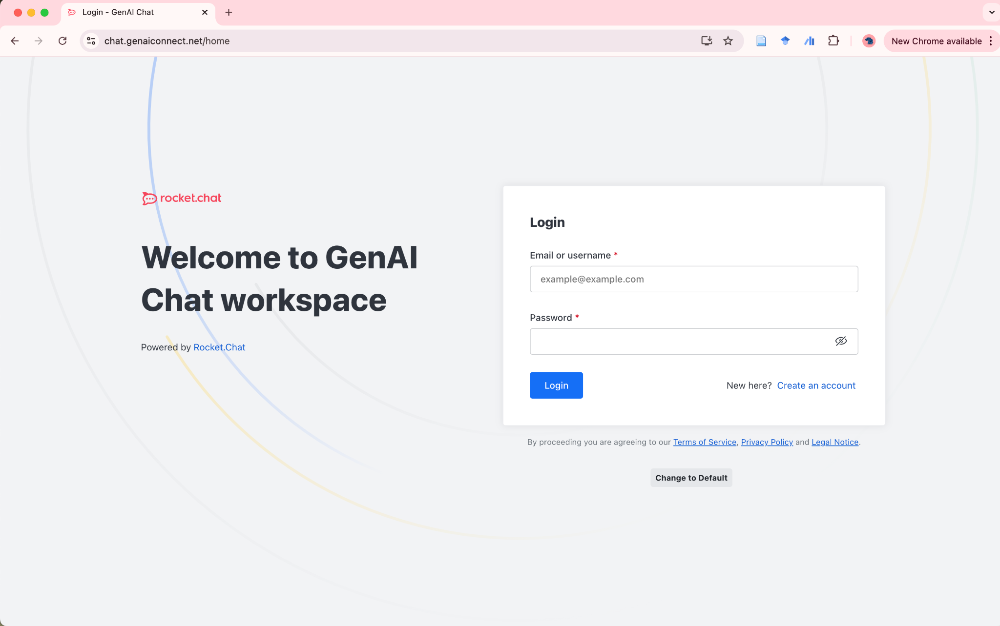 Login - GenAI Chat
chat.genaiconnect.net/home
New Chrome available
rocket.chat
Welcome to GenAI
Chat workspace
Powered by Rocket.Chat
Login
Email or username *
example@example.com
Password *
Login
New here? Create an account
By proceeding you are agreeing to our Terms of Service, Privacy Policy and Legal Notice.
Change to Default